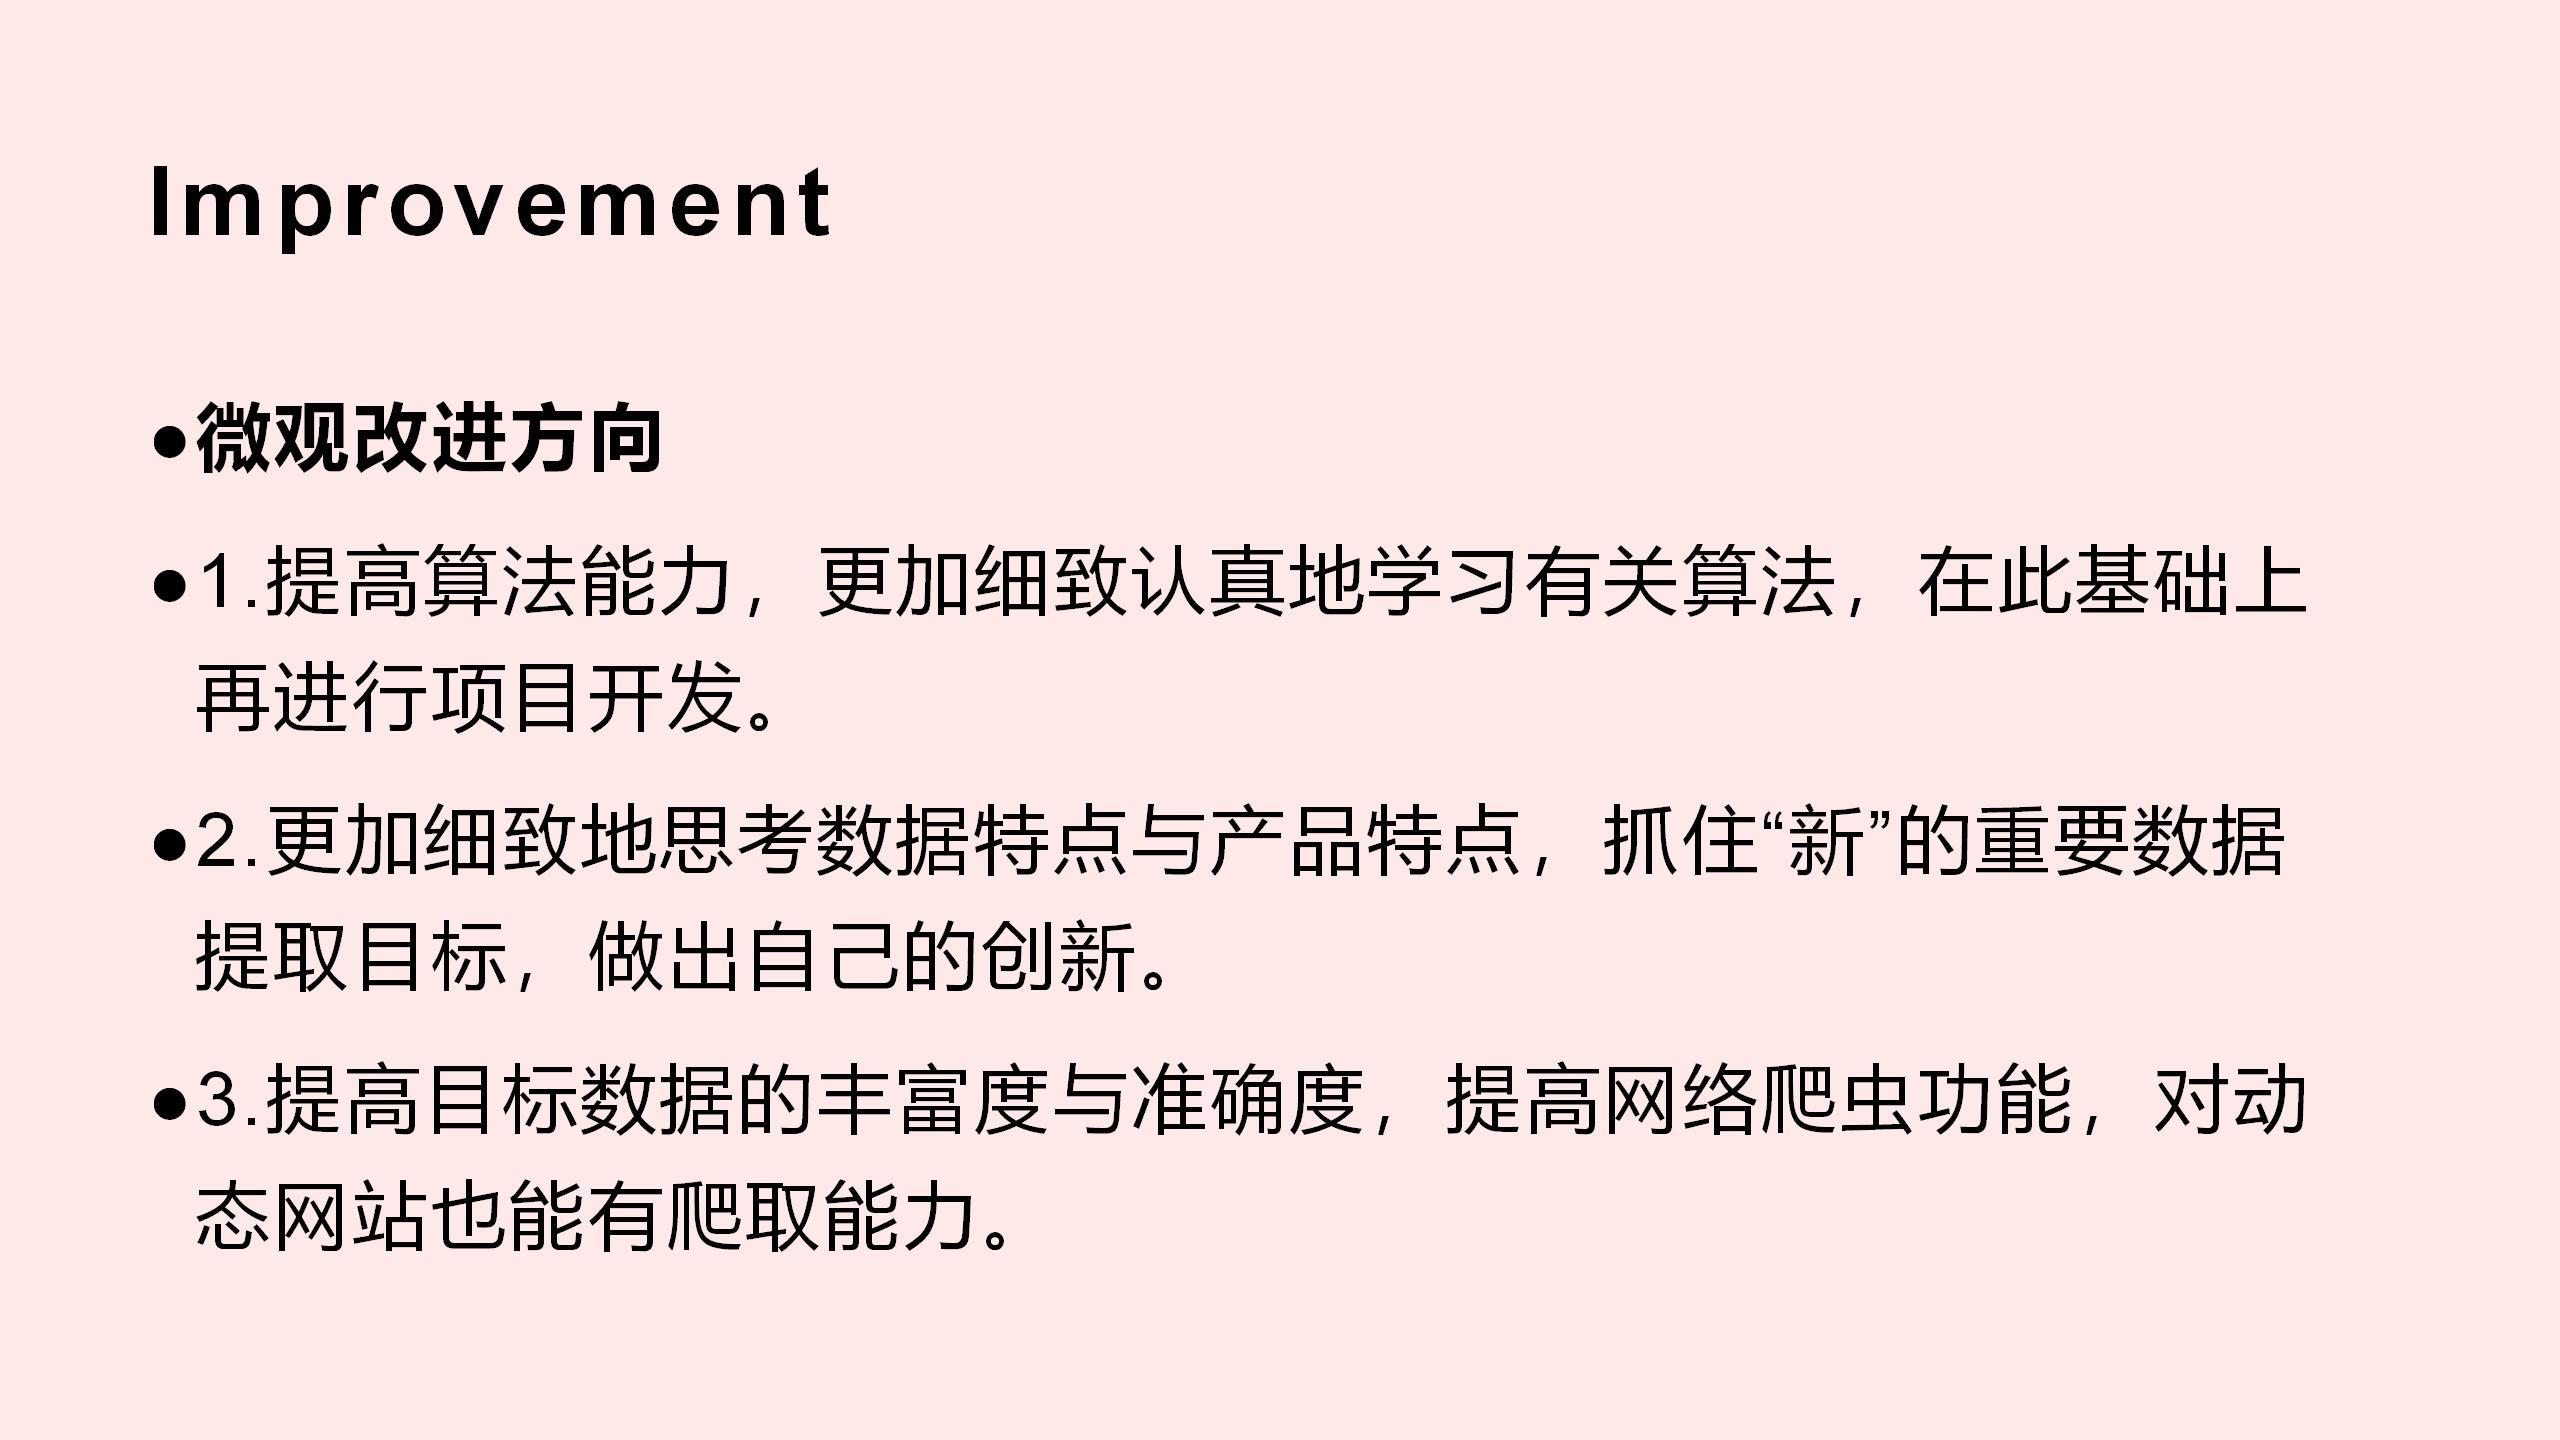 Improvement
●微观改进方向
●1.提高算法能力，更加细致认真地学习有关算法，在此基础上
再进行项目开发。
●2.更加细致地思考数据特点与产品特点，抓住“新”的重要数据
提取目标，做出自己的创新。
●3.提高目标数据的丰富度与准确度，提高网络爬虫功能，对动
态网站也能有爬取能力。